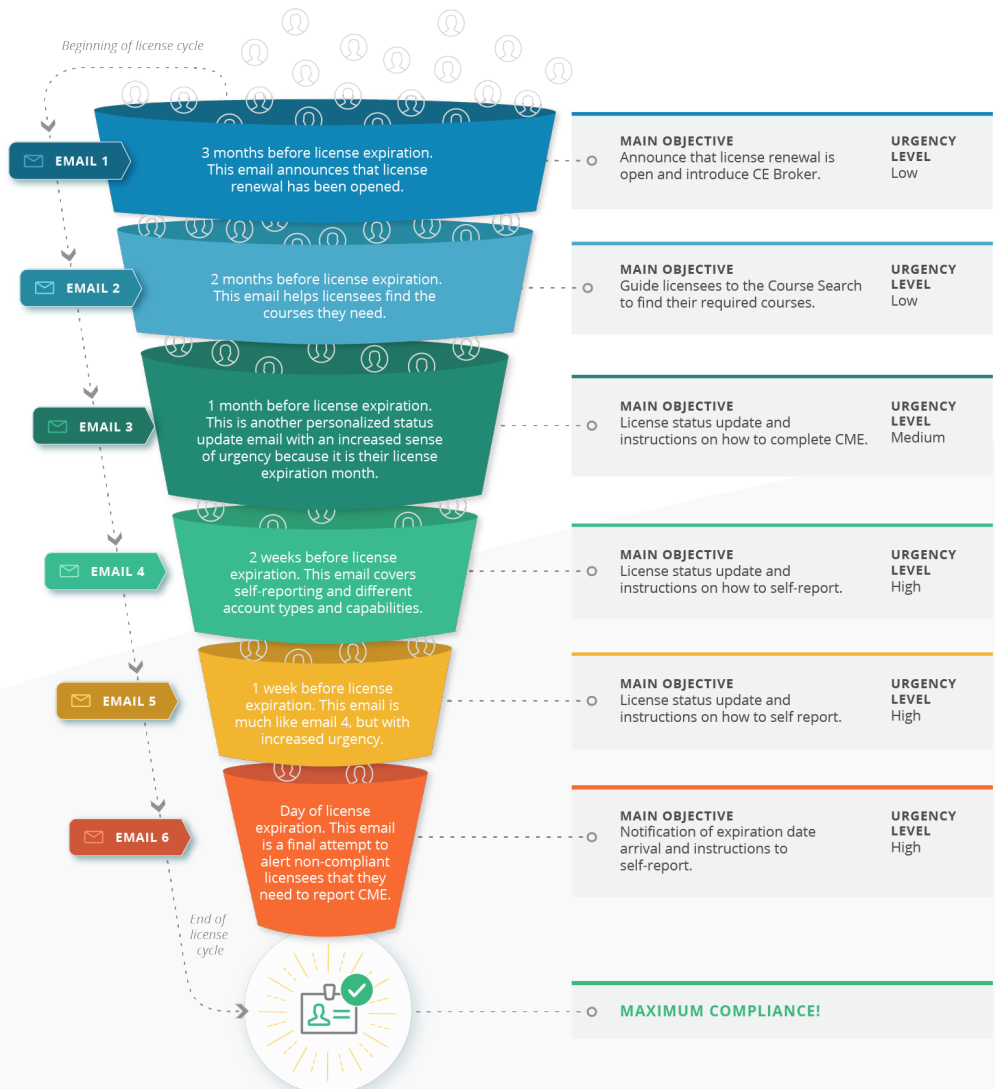 Beginning of license cycle
EMAIL 1
3 months before license expiration.
This email announces that license
renewal has been opened.
MAIN OBJECTIVE
Announce that license renewal is
open and introduce CE Broker.
URGENCY
LEVEL
Low
EMAIL 2
2 months before license expiration.
This email helps licensees find the
courses they need.
MAIN OBJECTIVE
Guide licensees to the Course Search
to find their required courses.
URGENCY
LEVEL
Low
EMAIL 3
1 month before license expiration.
This is another personalized status
update email with an increased sense
of urgency because it is their license
expiration month.
MAIN OBJECTIVE
License status update and
instructions on how to complete CME.
URGENCY
LEVEL
Medium
EMAIL 4
2 weeks before license
expiration. This email covers
self-reporting and different
account types and capabilities.
MAIN OBJECTIVE
License status update and
instructions on how to self-report.
URGENCY
LEVEL
High
EMAIL 5
1 week before license
expiration. This email is
much like email 4, but with
increased urgency.
MAIN OBJECTIVE
License status update and
instructions on how to self report.
URGENCY
LEVEL
High
EMAIL 6
Day of license
expiration. This email
is a final attempt to
alert non-compliant
licensees that they
need to report CME.
MAIN OBJECTIVE
Notification of expiration date
arrival and instructions to
self-report.
URGENCY
LEVEL
High
End of
license
cycle
MAXIMUM COMPLIANCE!